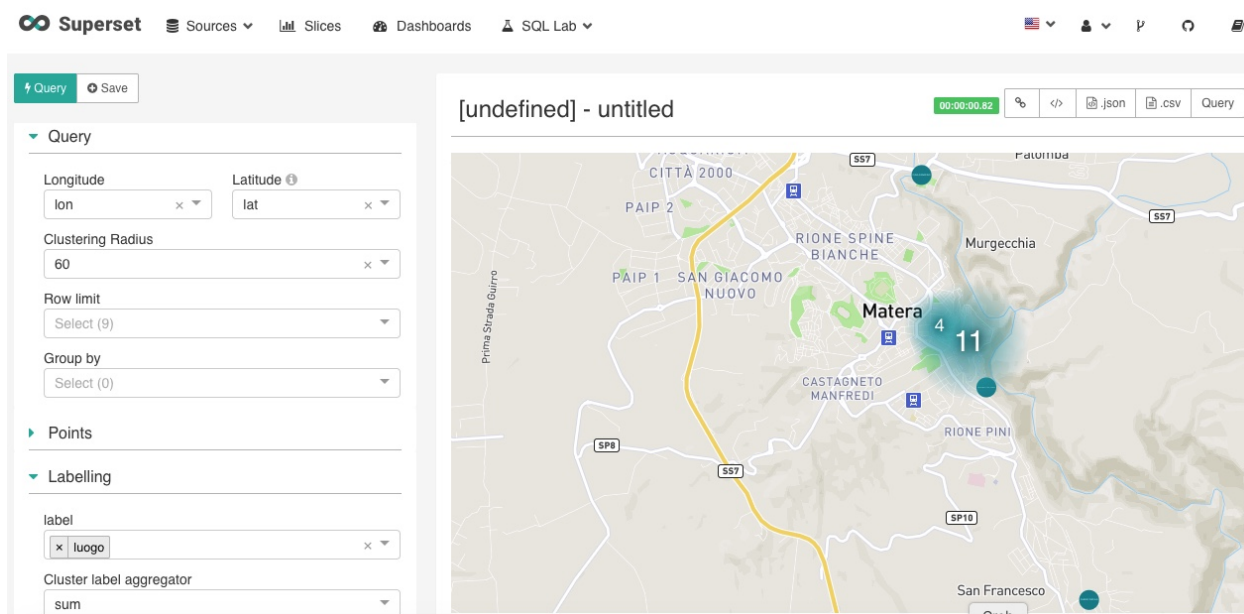 Superset Sources Slices Dashboards SQL Lab
Query Save
[undefined] - untitled
00:00:00.82 </> .json .csv Query
Query
Longitude Latitude
lon lat
Clustering Radius
60
Row limit
Select (9)
Group by
Select (0)
Points
Labelling
label
luogo
Cluster label aggregator
sum
CITTÀ 2000
SS7
Palomba
PAIP 2
SS7
RIONE SPINE
BIANCHE
Murgecchia
PAIP 1
SAN GIACOMO
NUOVO
Prima Strada Guirro
Matera
4
11
CASTAGNETO
MANFREDI
RIONE PINI
SP8
SS7
SP10
San Francesco